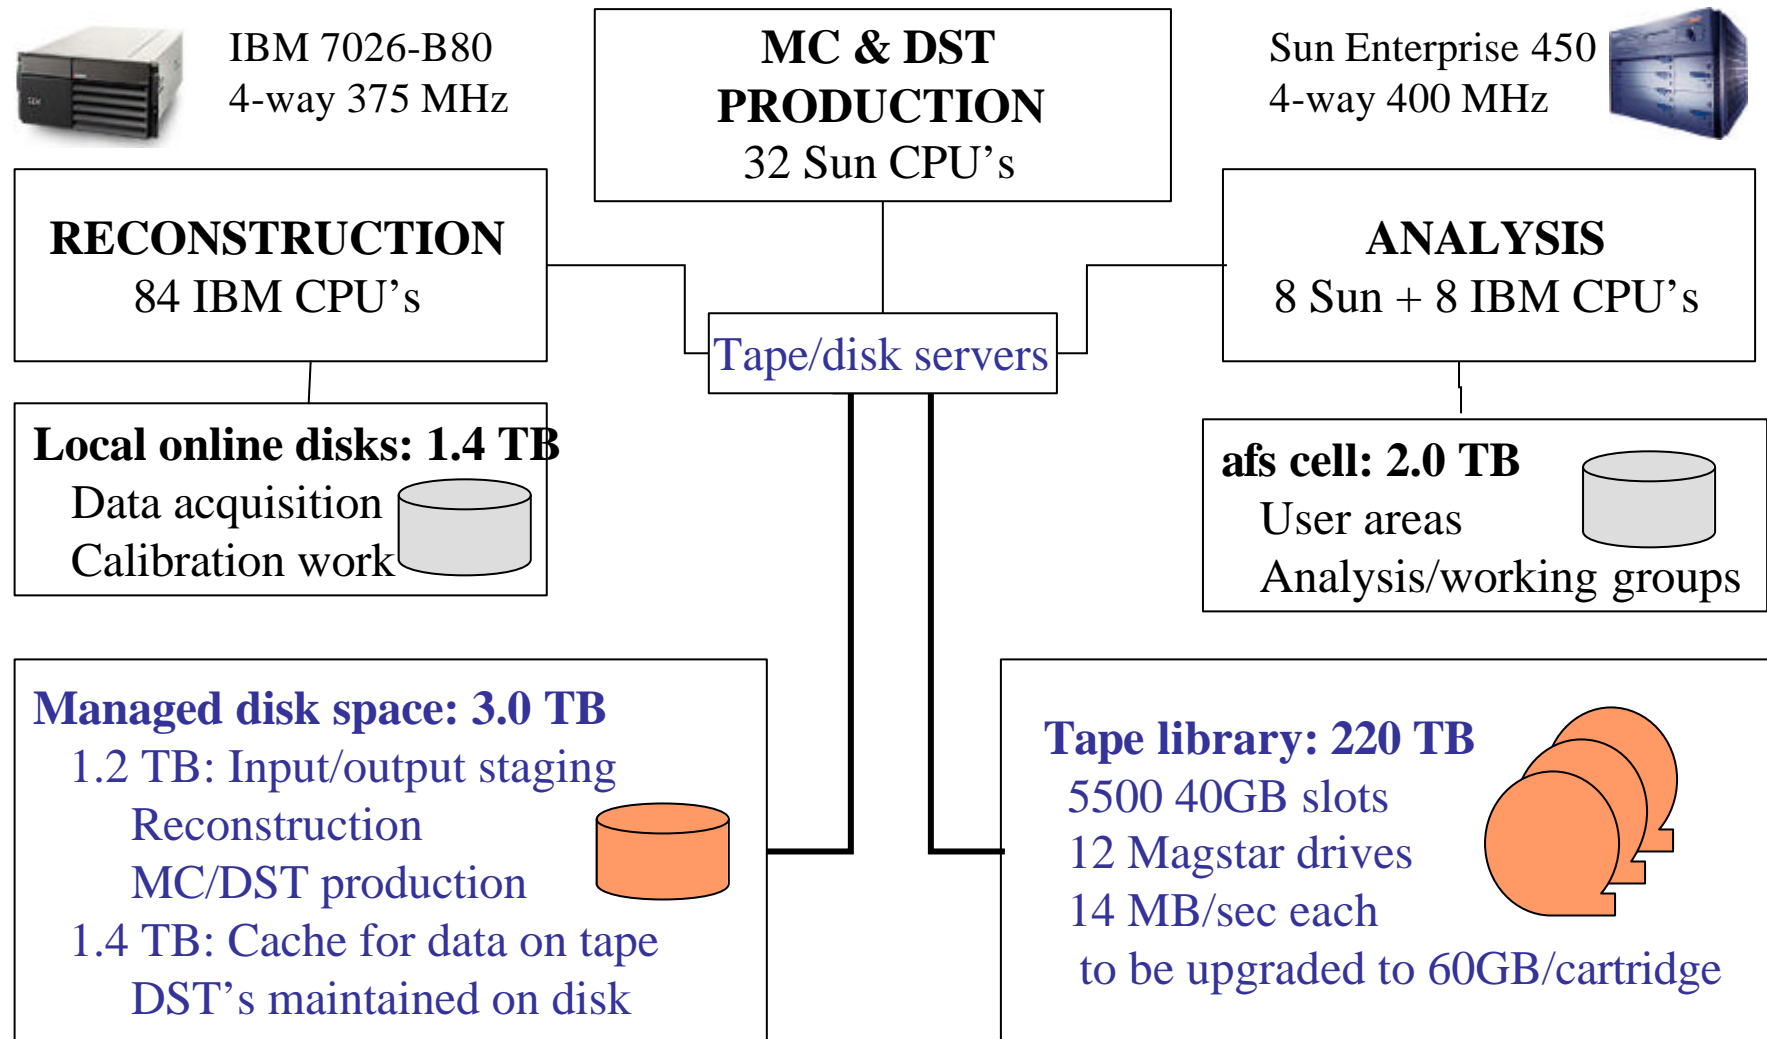 IBM 7026-B80
4-way 375 MHz
MC & DST
PRODUCTION
32 Sun CPU’s
Sun Enterprise 450
4-way 400 MHz
RECONSTRUCTION
84 IBM CPU’s
ANALYSIS
8 Sun + 8 IBM CPU’s
Tape/disk servers
Local online disks: 1.4 TB
Data acquisition
Calibration work
afs cell: 2.0 TB
User areas
Analysis/working groups
Managed disk space: 3.0 TB
1.2 TB: Input/output staging
Reconstruction
MC/DST production
1.4 TB: Cache for data on tape
DST’s maintained on disk
Tape library: 220 TB
5500 40GB slots
12 Magstar drives
14 MB/sec each
to be upgraded to 60GB/cartridge